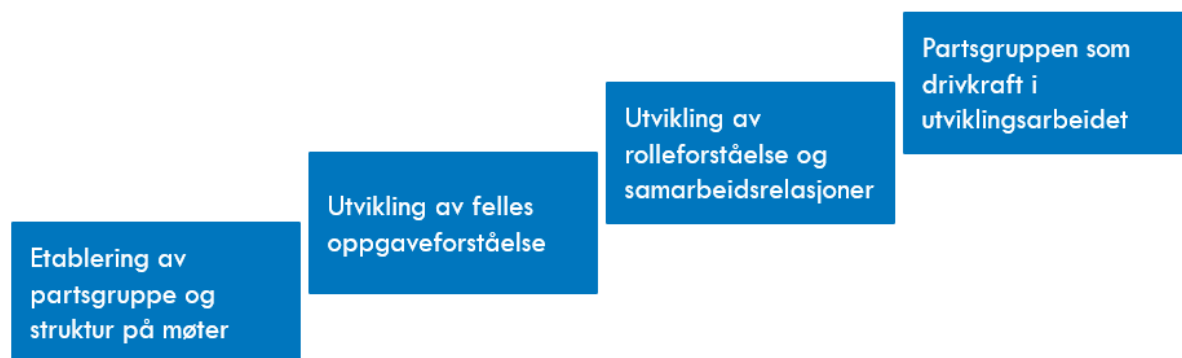 Etablering av
partsgruppe og
struktur på møter
Utvikling av felles
oppgaveforståelse
Utvikling av
rolleforståelse og
samarbeidsrelasjoner
Partsgruppen som
drivkraft i
utviklingsarbeidet